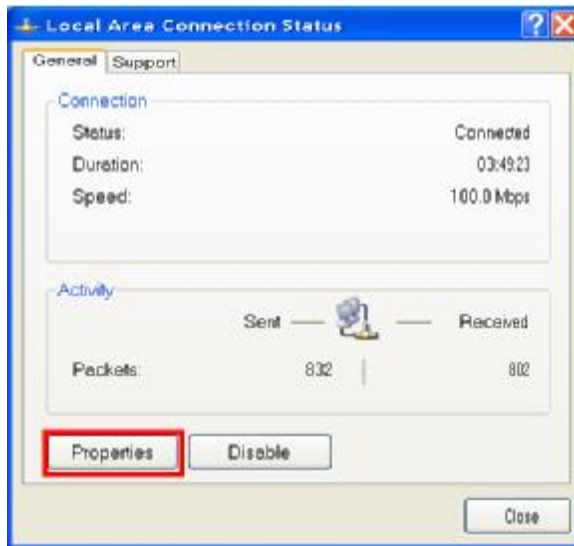 Local Area Connection Status
General Support
Connection
Status: Connected
Duration: 03:49:23
Speed: 100.0 Mbps
Activity
Sent Received
Packets: 832 802
Properties Disable
Close